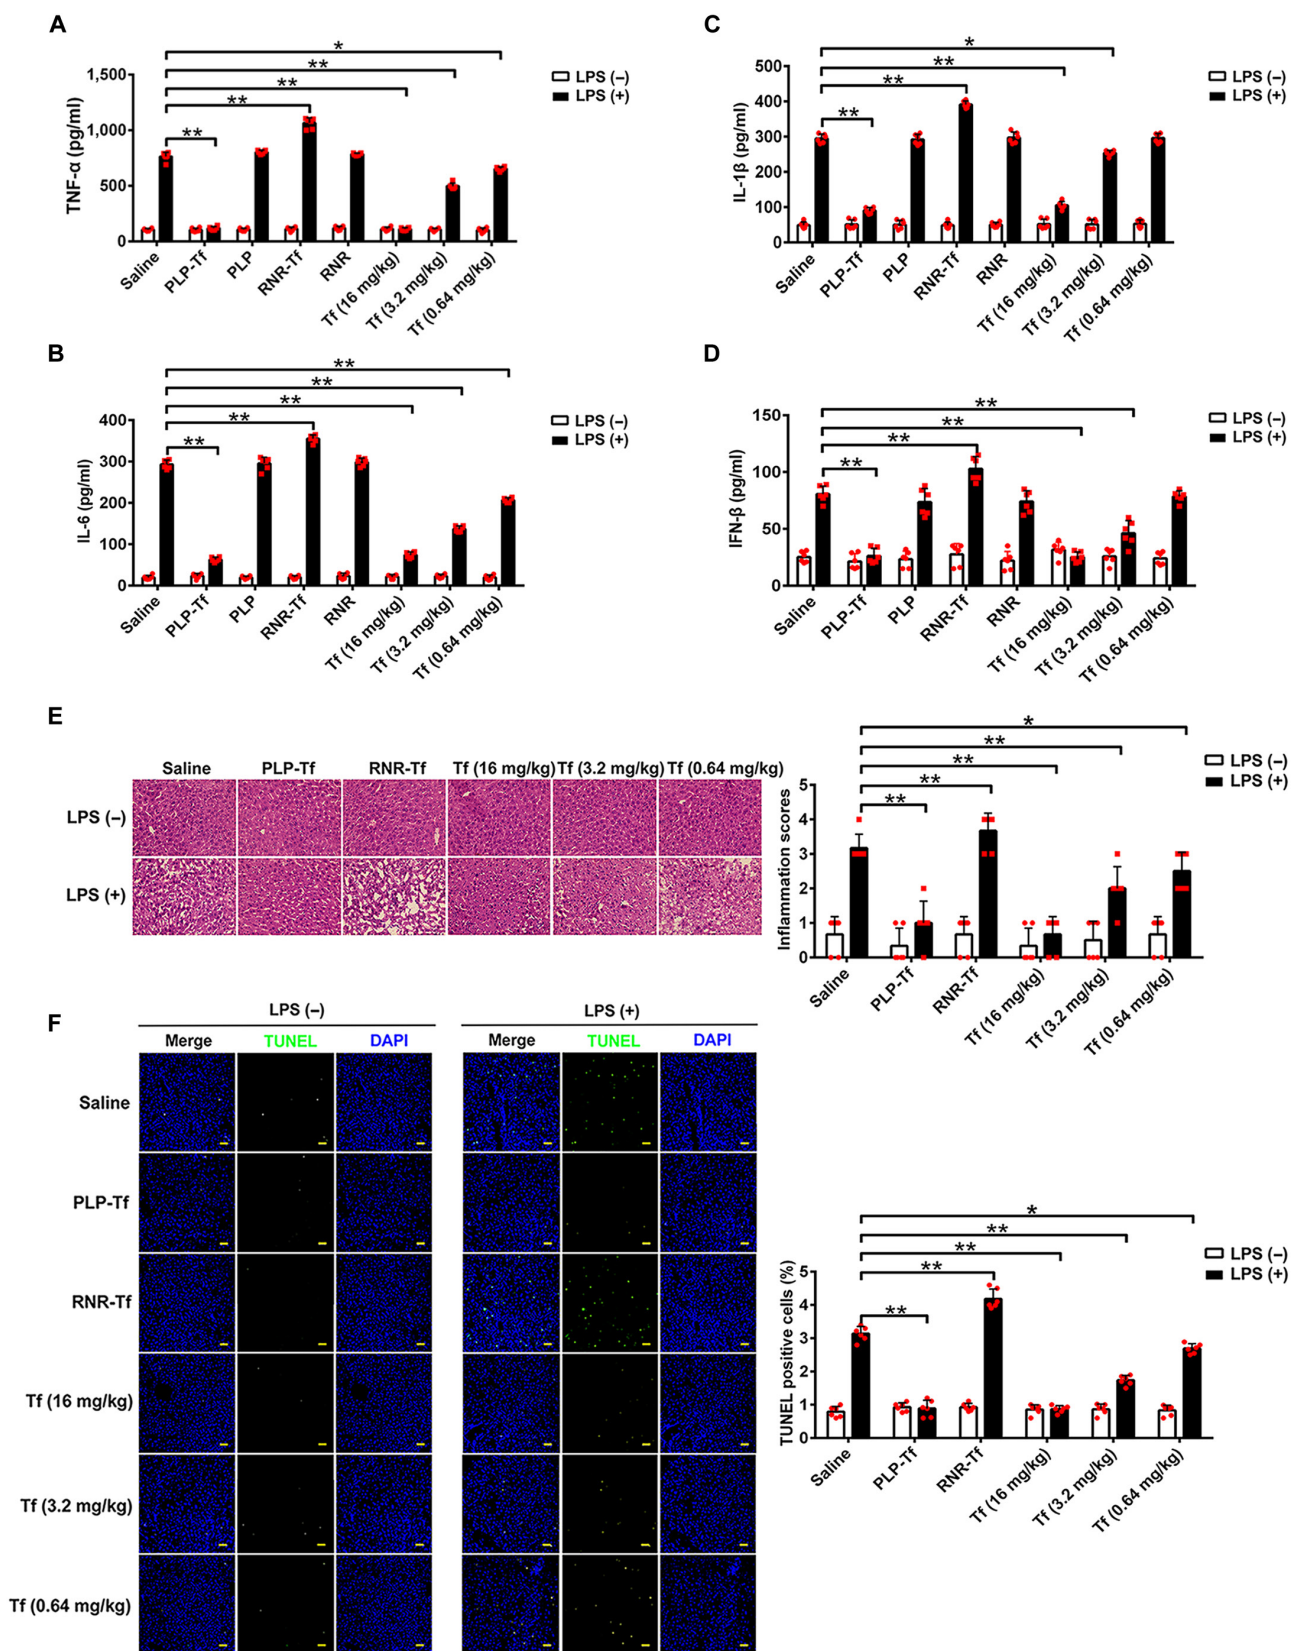 A
TNF-α (pg/ml)
1,500
1,000
500
0
*
**
**
**
**
LPS (–)
LPS (+)
Saline
PLP-Tf
PLP
RNR-Tf
RNR
Tf (16 mg/kg)
Tf (3.2 mg/kg)
Tf (0.64 mg/kg)
C
IL-1β (pg/ml)
500
400
300
200
100
0
*
**
**
**
LPS (–)
LPS (+)
Saline
PLP-Tf
PLP
RNR-Tf
RNR
Tf (16 mg/kg)
Tf (3.2 mg/kg)
Tf (0.64 mg/kg)
B
IL-6 (pg/ml)
400
300
200
100
0
**
**
**
**
**
LPS (–)
LPS (+)
Saline
PLP-Tf
PLP
RNR-Tf
RNR
Tf (16 mg/kg)
Tf (3.2 mg/kg)
Tf (0.64 mg/kg)
D
IFN-β (pg/ml)
150
100
50
0
**
**
**
**
LPS (–)
LPS (+)
Saline
PLP-Tf
PLP
RNR-Tf
RNR
Tf (16 mg/kg)
Tf (3.2 mg/kg)
Tf (0.64 mg/kg)
E
Saline PLP-Tf RNR-Tf Tf (16 mg/kg) Tf (3.2 mg/kg) Tf (0.64 mg/kg)
LPS (–)
LPS (+)
Inflammation scores
5
4
3
2
1
0
*
**
**
**
**
LPS (–)
LPS (+)
Saline
PLP-Tf
RNR-Tf
Tf (16 mg/kg)
Tf (3.2 mg/kg)
Tf (0.64 mg/kg)
F
LPS (–) LPS (+)
Merge TUNEL DAPI Merge TUNEL DAPI
Saline
PLP-Tf
RNR-Tf
Tf (16 mg/kg)
Tf (3.2 mg/kg)
Tf (0.64 mg/kg)
TUNEL positive cells (%)
5
4
3
2
1
0
*
**
**
**
**
LPS (–)
LPS (+)
Saline
PLP-Tf
RNR-Tf
Tf (16 mg/kg)
Tf (3.2 mg/kg)
Tf (0.64 mg/kg)